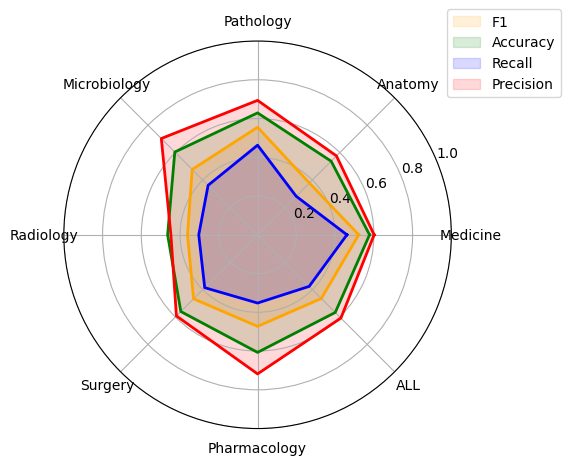 Pathology
F1
Accuracy
Recall
Precision
Microbiology
Anatomy
1.0
0.8
0.6
0.4
0.2
Radiology
Medicine
Surgery
ALL
Pharmacology